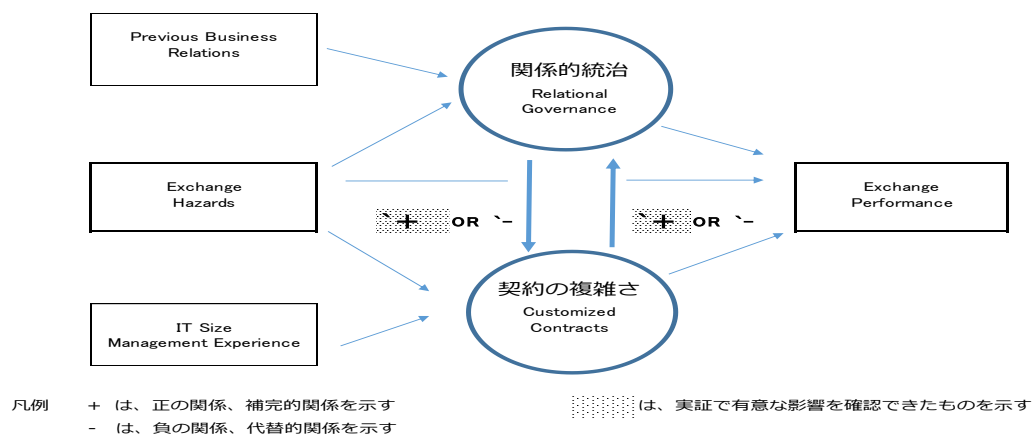 Previous Business
Relations
関係的統治
Relational
Governance
Exchange
Hazards
Exchange
Performance
`+ OR `-
`+ OR `-
契約の複雑さ
Customized
Contracts
IT Size
Management Experience
凡例 + は、正の関係、補完的関係を示す
は、実証で有意な影響を確認できたものを示す
- は、負の関係、代替的関係を示す